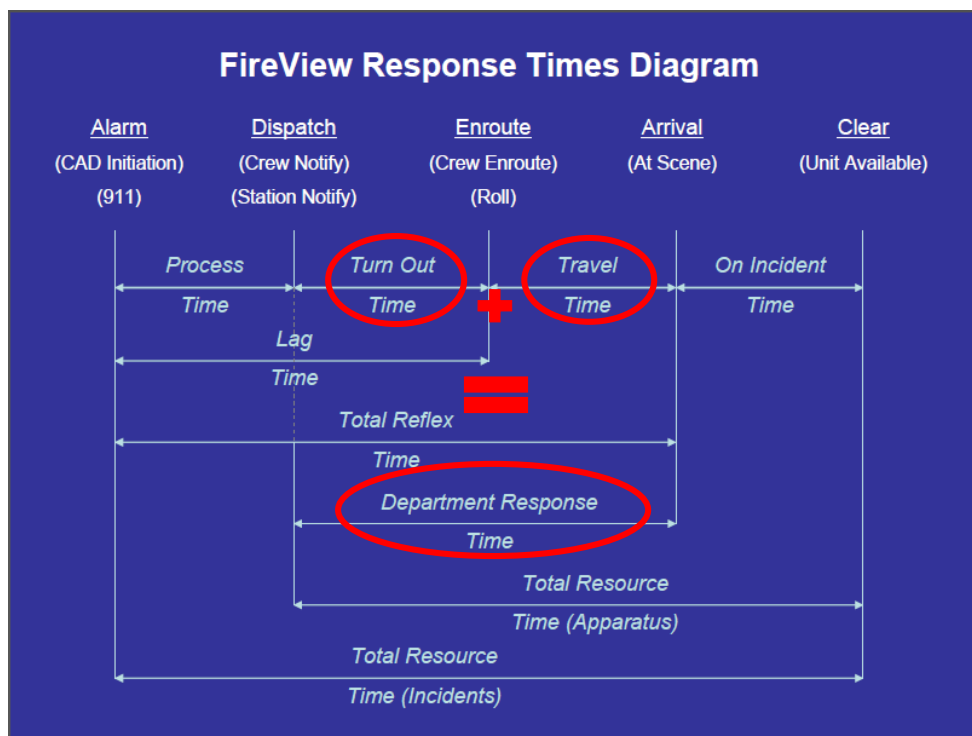 FireView Response Times Diagram
Alarm Dispatch Enroute Arrival Clear
(CAD Initiation) (Crew Notify) (Crew Enroute) (At Scene) (Unit Available)
(911) (Station Notify) (Roll)
Process Turn Out Travel On Incident
Time Time + Time Time
Lag
Time
=
Total Reflex
Time
Department Response
Time
Total Resource
Time (Apparatus)
Total Resource
Time (Incidents)